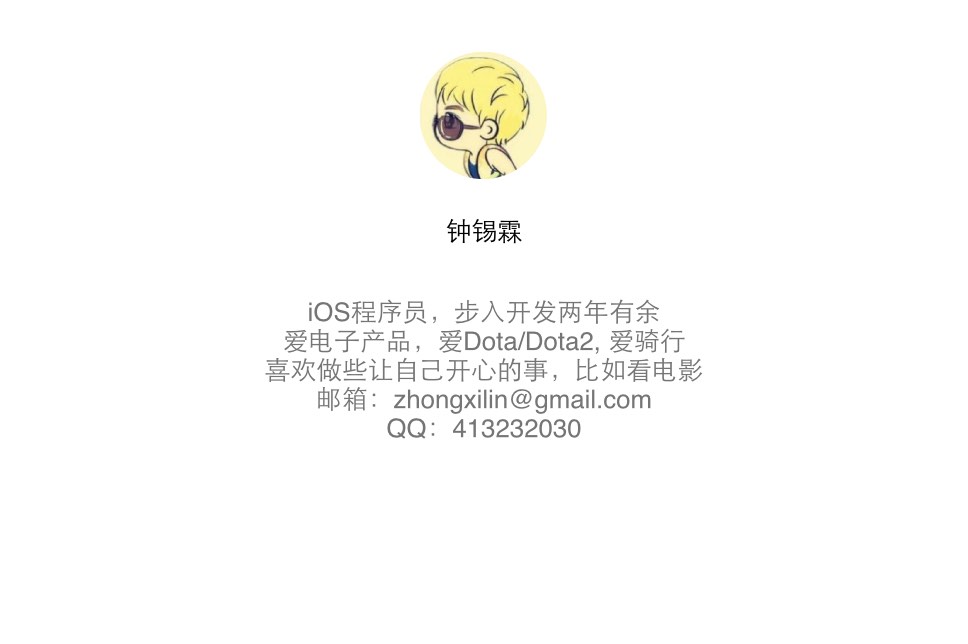 钟锡霖
iOS程序员，步入开发两年有余
爱电子产品，爱Dota/Dota2, 爱骑行
喜欢做些让自己开心的事，比如看电影
邮箱：zhongxilin@gmail.com
QQ：413232030